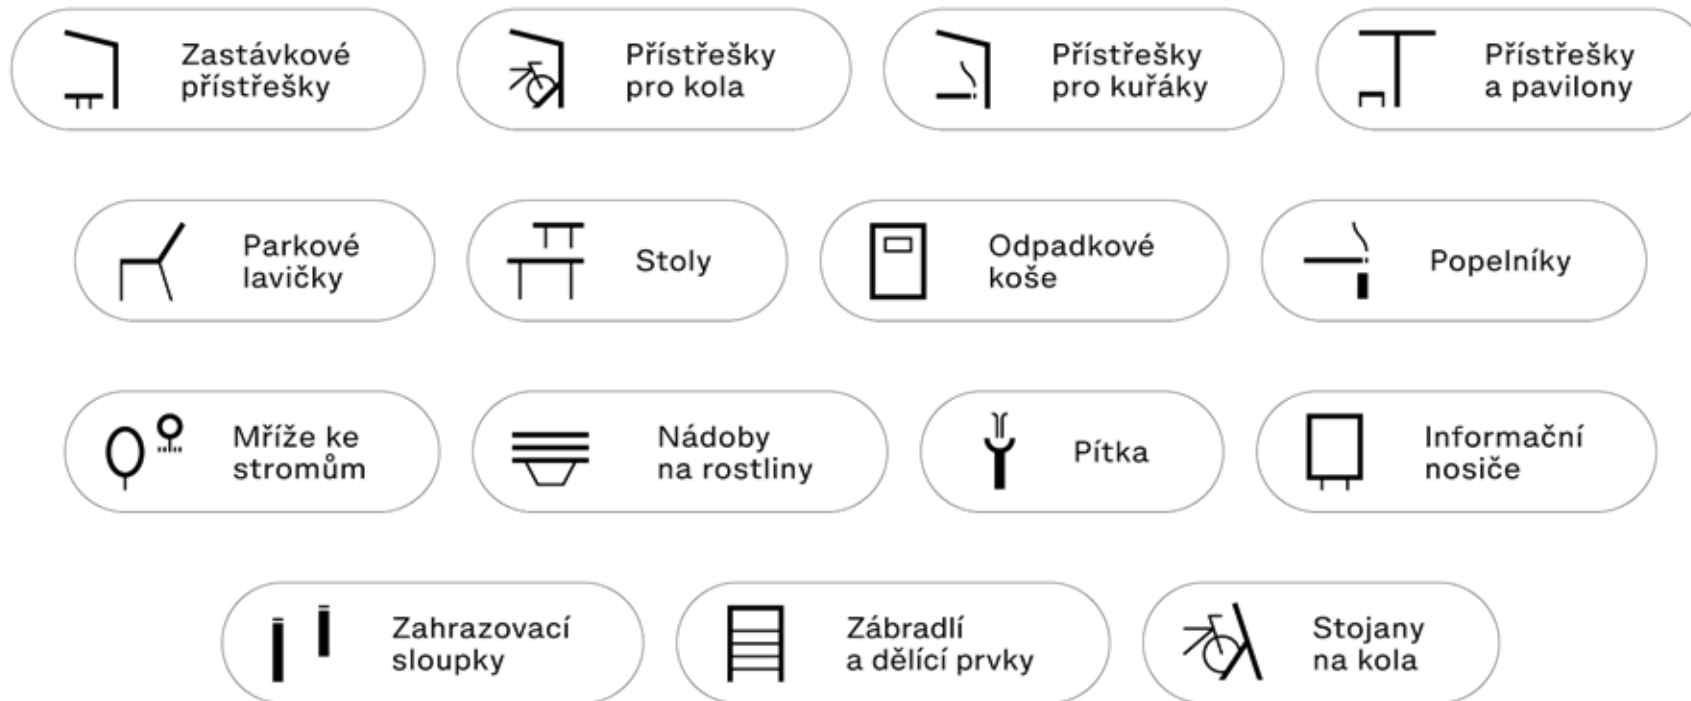 Zastávkové
přístřešky
Přístřešky
pro kola
Přístřešky
pro kuřáky
Přístřešky
a pavilony
Parkové
lavičky
Stoly
Odpadkové
koše
Popelníky
Mříže ke
stromům
Nádoby
na rostliny
Pítka
Informační
nosiče
Zahrazovací
sloupky
Zábradlí
a dělící prvky
Stojany
na kola